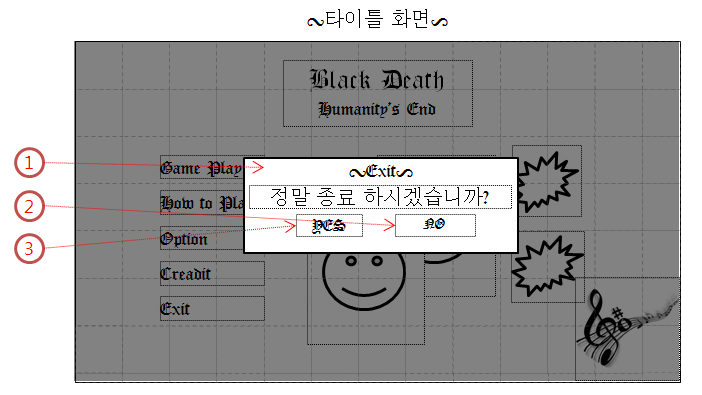 ~타이틀 화면~
Black Death
Humanity's End
1
Game Play
~Exit~
정말 종료 하시겠습니까?
2
How to Pla
YES
NO
3
Option
Creadit
Exit